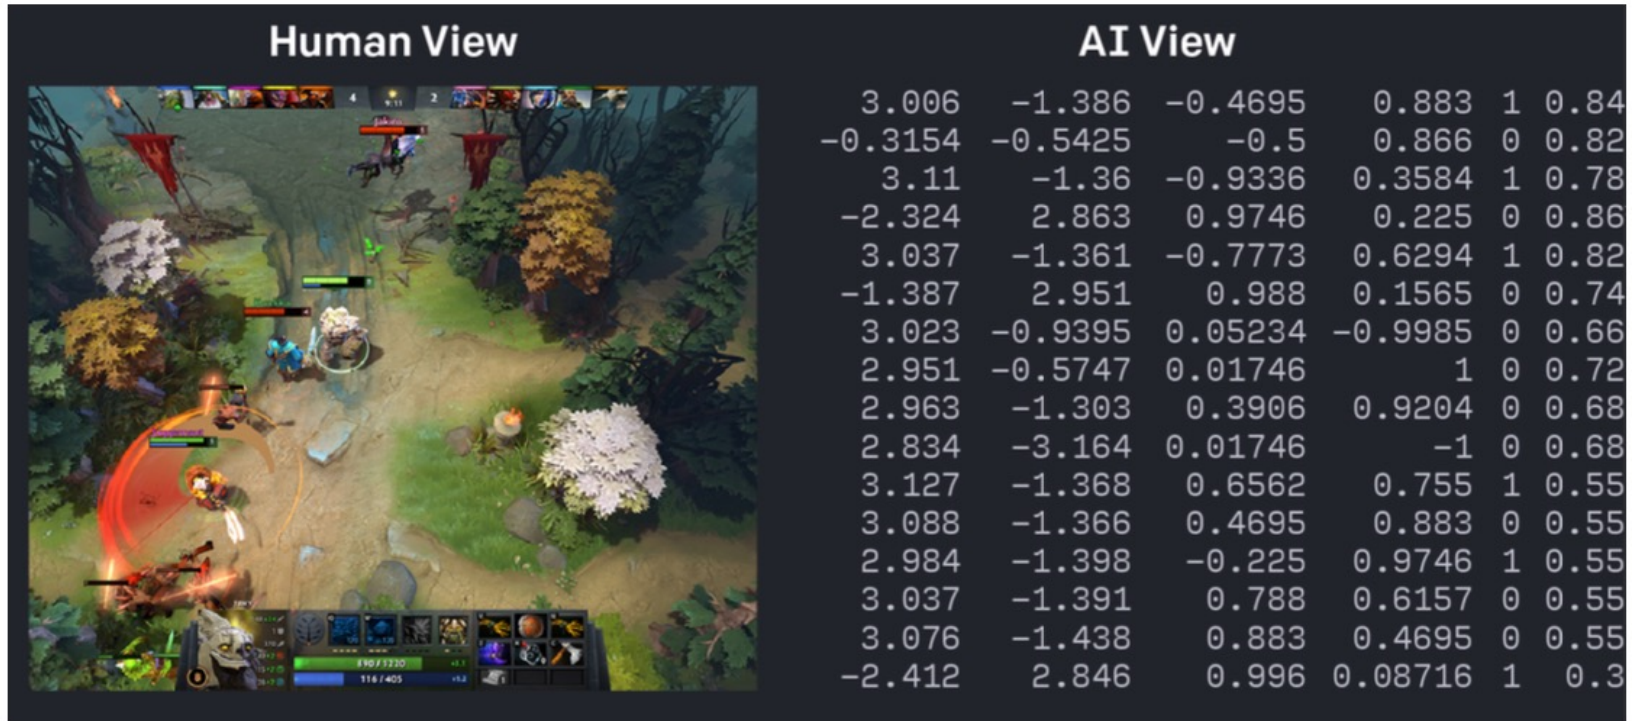 Human View
4 9:11 2
890 / 1220
116 / 405
AI View
3.006 −1.386 −0.4695 0.883 1 0.84
−0.3154 −0.5425 −0.5 0.866 0 0.82
3.11 −1.36 −0.9336 0.3584 1 0.78
−2.324 2.863 0.9746 0.225 0 0.86
3.037 −1.361 −0.7773 0.6294 1 0.82
−1.387 2.951 0.988 0.1565 0 0.74
3.023 −0.9395 0.05234 −0.9985 0 0.66
2.951 −0.5747 0.01746 1 0 0.72
2.963 −1.303 0.3906 0.9204 0 0.68
2.834 −3.164 0.01746 −1 0 0.68
3.127 −1.368 0.6562 0.755 1 0.55
3.088 −1.366 0.4695 0.883 0 0.55
2.984 −1.398 −0.225 0.9746 1 0.55
3.037 −1.391 0.788 0.6157 0 0.55
3.076 −1.438 0.883 0.4695 0 0.55
−2.412 2.846 0.996 0.08716 1 0.3